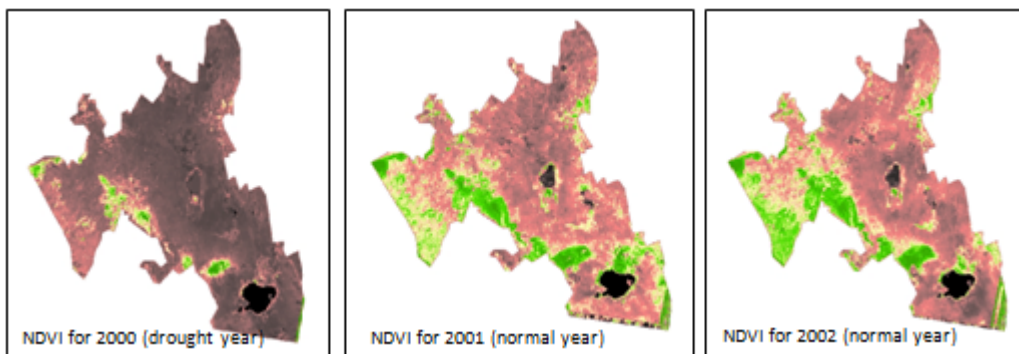 NDVI for 2000 (drought year)
NDVI for 2001 (normal year)
NDVI for 2002 (normal year)